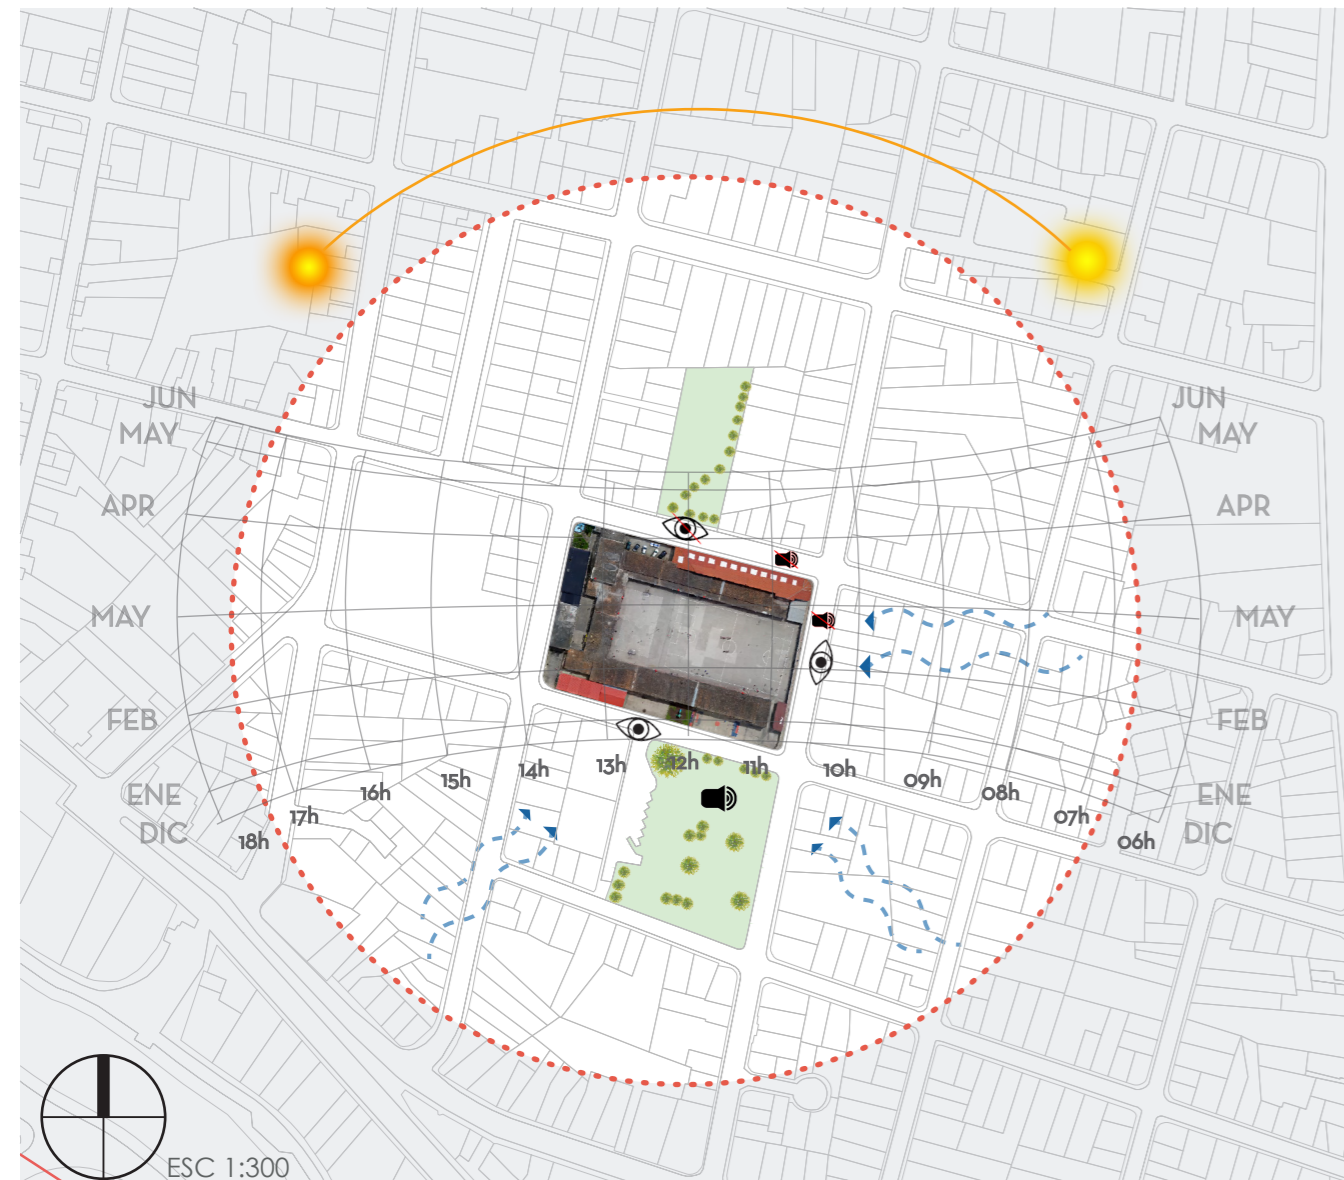 JUN
MAY
APR
MAY
FEB
ENE
DIC
JUN
MAY
APR
MAY
FEB
ENE
DIC
18h
17h
16h
15h
14h
13h
12h
11h
10h
09h
08h
07h
06h
ESC 1:300